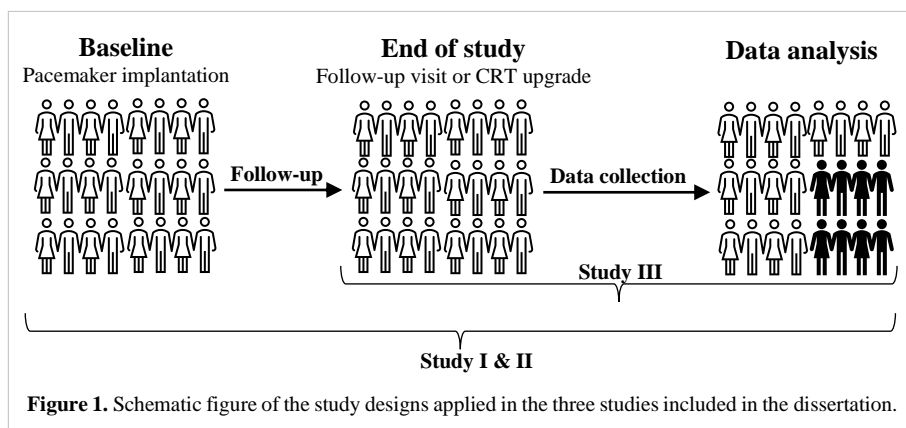 Baseline
Pacemaker implantation
End of study
Follow-up visit or CRT upgrade
Data analysis
Follow-up
Data collection
Study III
Study I & II
Figure 1. Schematic figure of the study designs applied in the three studies included in the dissertation.